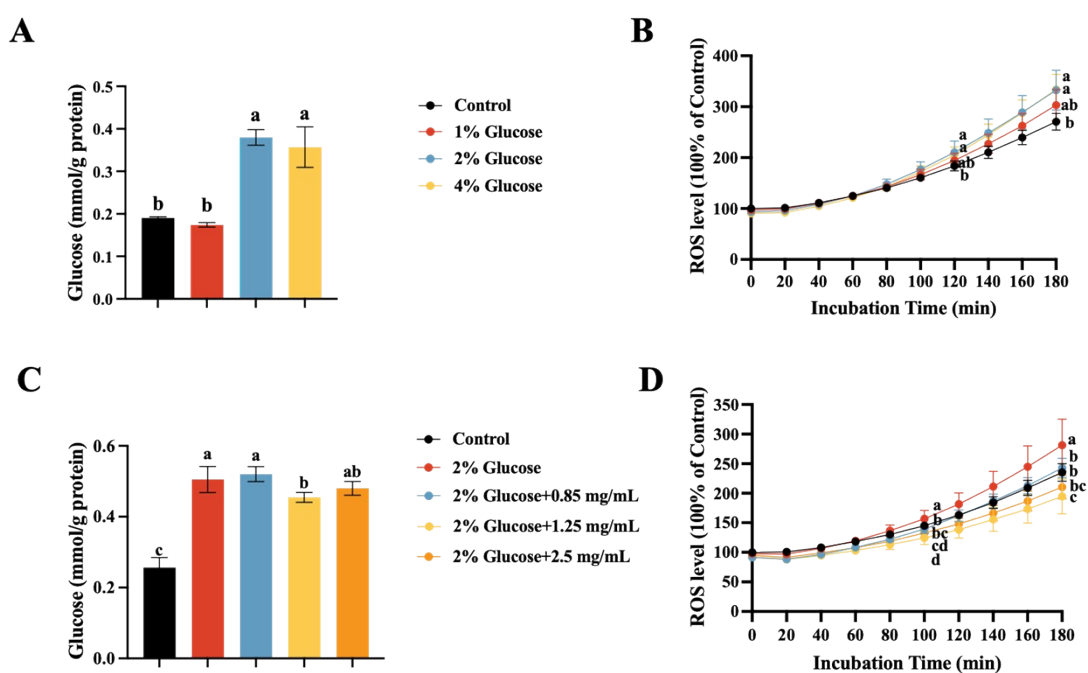 A
Glucose (mmol/g protein)
0.5
0.4
0.3
0.2
0.1
0.0
b
b
a
a
Control
1% Glucose
2% Glucose
4% Glucose
B
ROS level (100% of Control)
400
300
200
100
0
a
a
ab
b
a
a
ab
b
0 20 40 60 80 100 120 140 160 180
Incubation Time (min)
C
Glucose (mmol/g protein)
0.6
0.4
0.2
0.0
c
a
a
b
ab
Control
2% Glucose
2% Glucose+0.85 mg/mL
2% Glucose+1.25 mg/mL
2% Glucose+2.5 mg/mL
D
ROS level (100% of Control)
350
300
250
200
150
100
50
0
a
b
bc
cd
d
a
b
b
bc
c
0 20 40 60 80 100 120 140 160 180
Incubation Time (min)